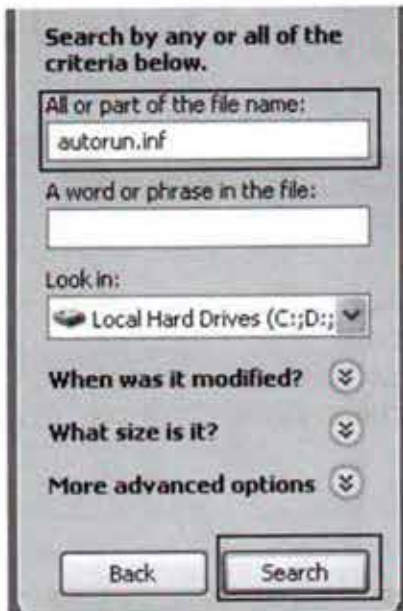 Search by any or all of the
criteria below.
All or part of the file name:
autorun.inf
A word or phrase in the file:
Look in:
Local Hard Drives (C:;D:;
When was it modified?
What size is it?
More advanced options
Back
Search